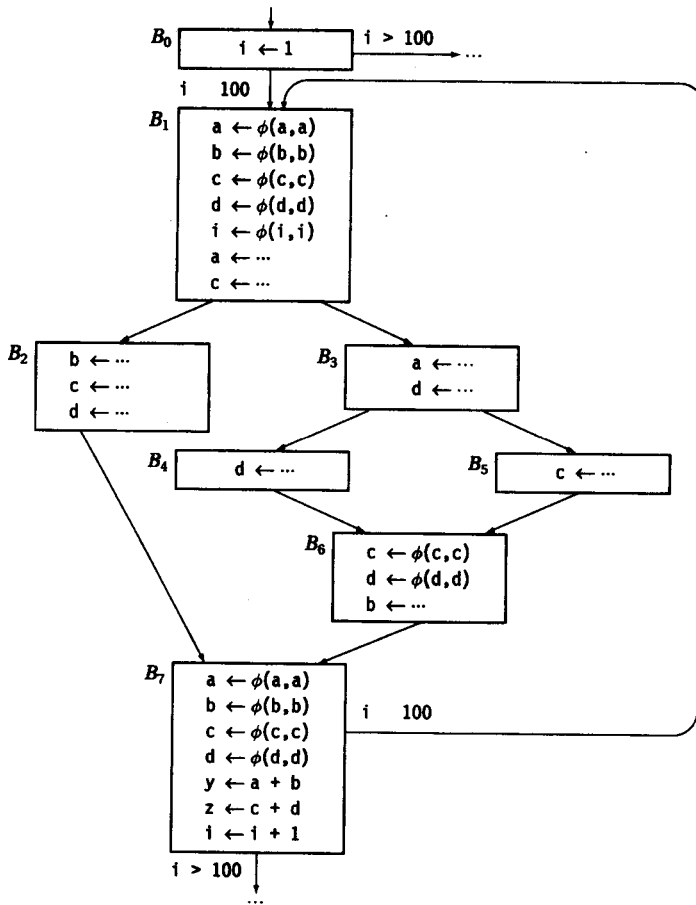 B0
i ← 1
i > 100
...
i 100
B1
a ← ϕ(a,a)
b ← ϕ(b,b)
c ← ϕ(c,c)
d ← ϕ(d,d)
i ← ϕ(i,i)
a ← ...
c ← ...
B2
b ← ...
c ← ...
d ← ...
B3
a ← ...
d ← ...
B4
d ← ...
B5
c ← ...
B6
c ← ϕ(c,c)
d ← ϕ(d,d)
b ← ...
B7
a ← ϕ(a,a)
b ← ϕ(b,b)
c ← ϕ(c,c)
d ← ϕ(d,d)
y ← a + b
z ← c + d
i ← i + 1
i 100
i > 100
...